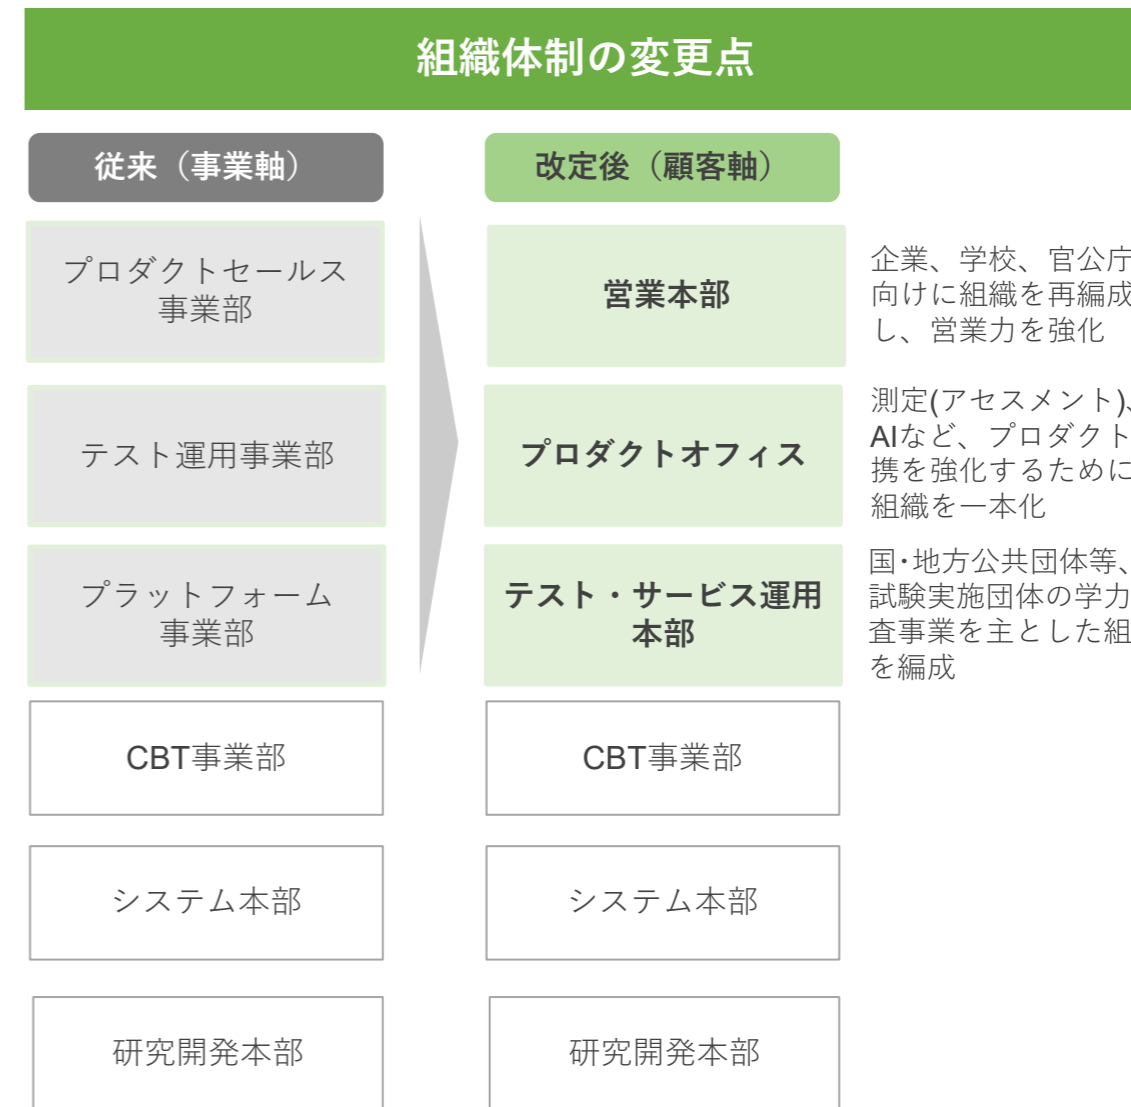 組織体制の変更点
従来（事業軸）
改定後（顧客軸）
プロダクトセールス
事業部
営業本部
企業、学校、官公庁
向けに組織を再編成
し、営業力を強化
テスト運用事業部
プロダクトオフィス
測定(アセスメント)、
AIなど、プロダクト
携を強化するために
組織を一本化
プラットフォーム
事業部
テスト・サービス運用
本部
国･地方公共団体等、
試験実施団体の学力
査事業を主とした組
を編成
CBT事業部
CBT事業部
システム本部
システム本部
研究開発本部
研究開発本部